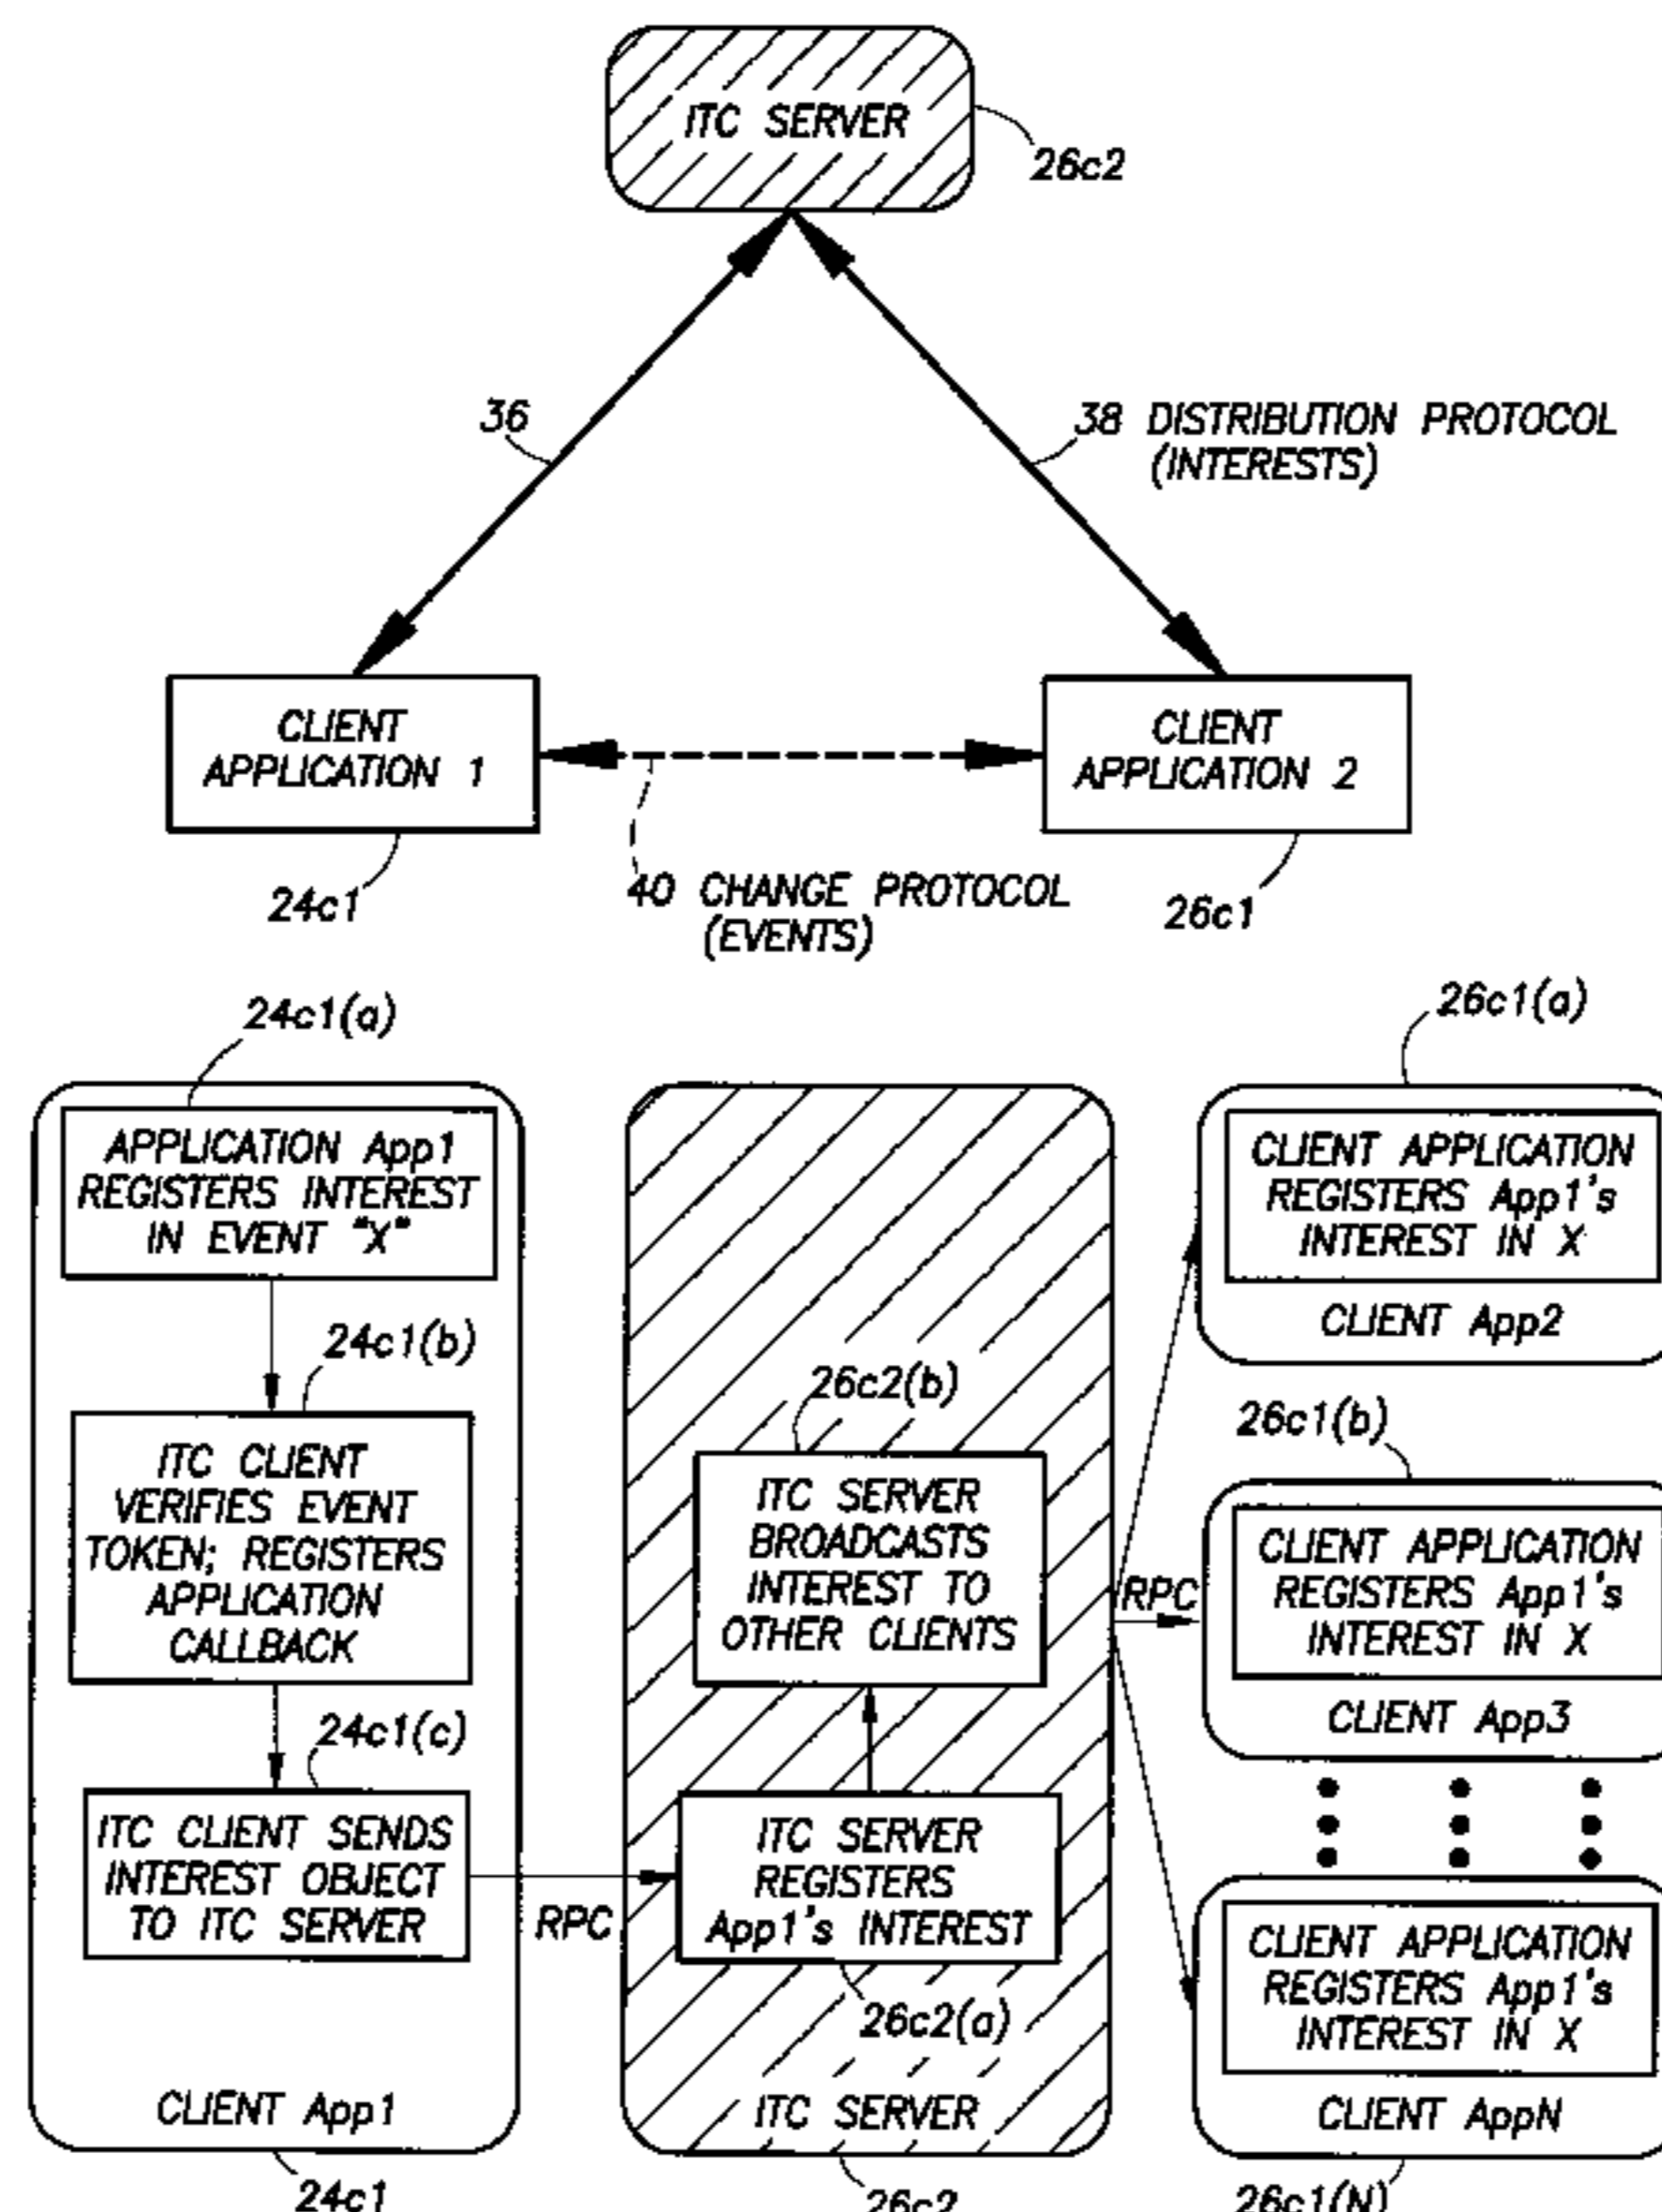 ITC SERVER
26c2
36
38 DISTRIBUTION PROTOCOL
(INTERESTS)
CLIENT
APPLICATION 1
CLIENT
APPLICATION 2
24c1
40 CHANGE PROTOCOL
(EVENTS)
26c1
24c1(a)
26c1(a)
APPLICATION App1
REGISTERS INTEREST
IN EVENT "X"
CLIENT APPLICATION
REGISTERS App1's
INTEREST IN X
CLIENT App2
24c1(b)
26c2(b)
26c1(b)
ITC CLIENT
VERIFIES EVENT
TOKEN; REGISTERS
APPLICATION
CALLBACK
ITC SERVER
BROADCASTS
INTEREST TO
OTHER CLIENTS
RPC
CLIENT APPLICATION
REGISTERS App1's
INTEREST IN X
CLIENT App3
24c1(c)
ITC CLIENT SENDS
INTEREST OBJECT
TO ITC SERVER
RPC
ITC SERVER
REGISTERS
App1's INTEREST
26c2(a)
CLIENT APPLICATION
REGISTERS App1's
INTEREST IN X
CLIENT App1
ITC SERVER
CLIENT AppN
24c1
26c2
26c1(N)